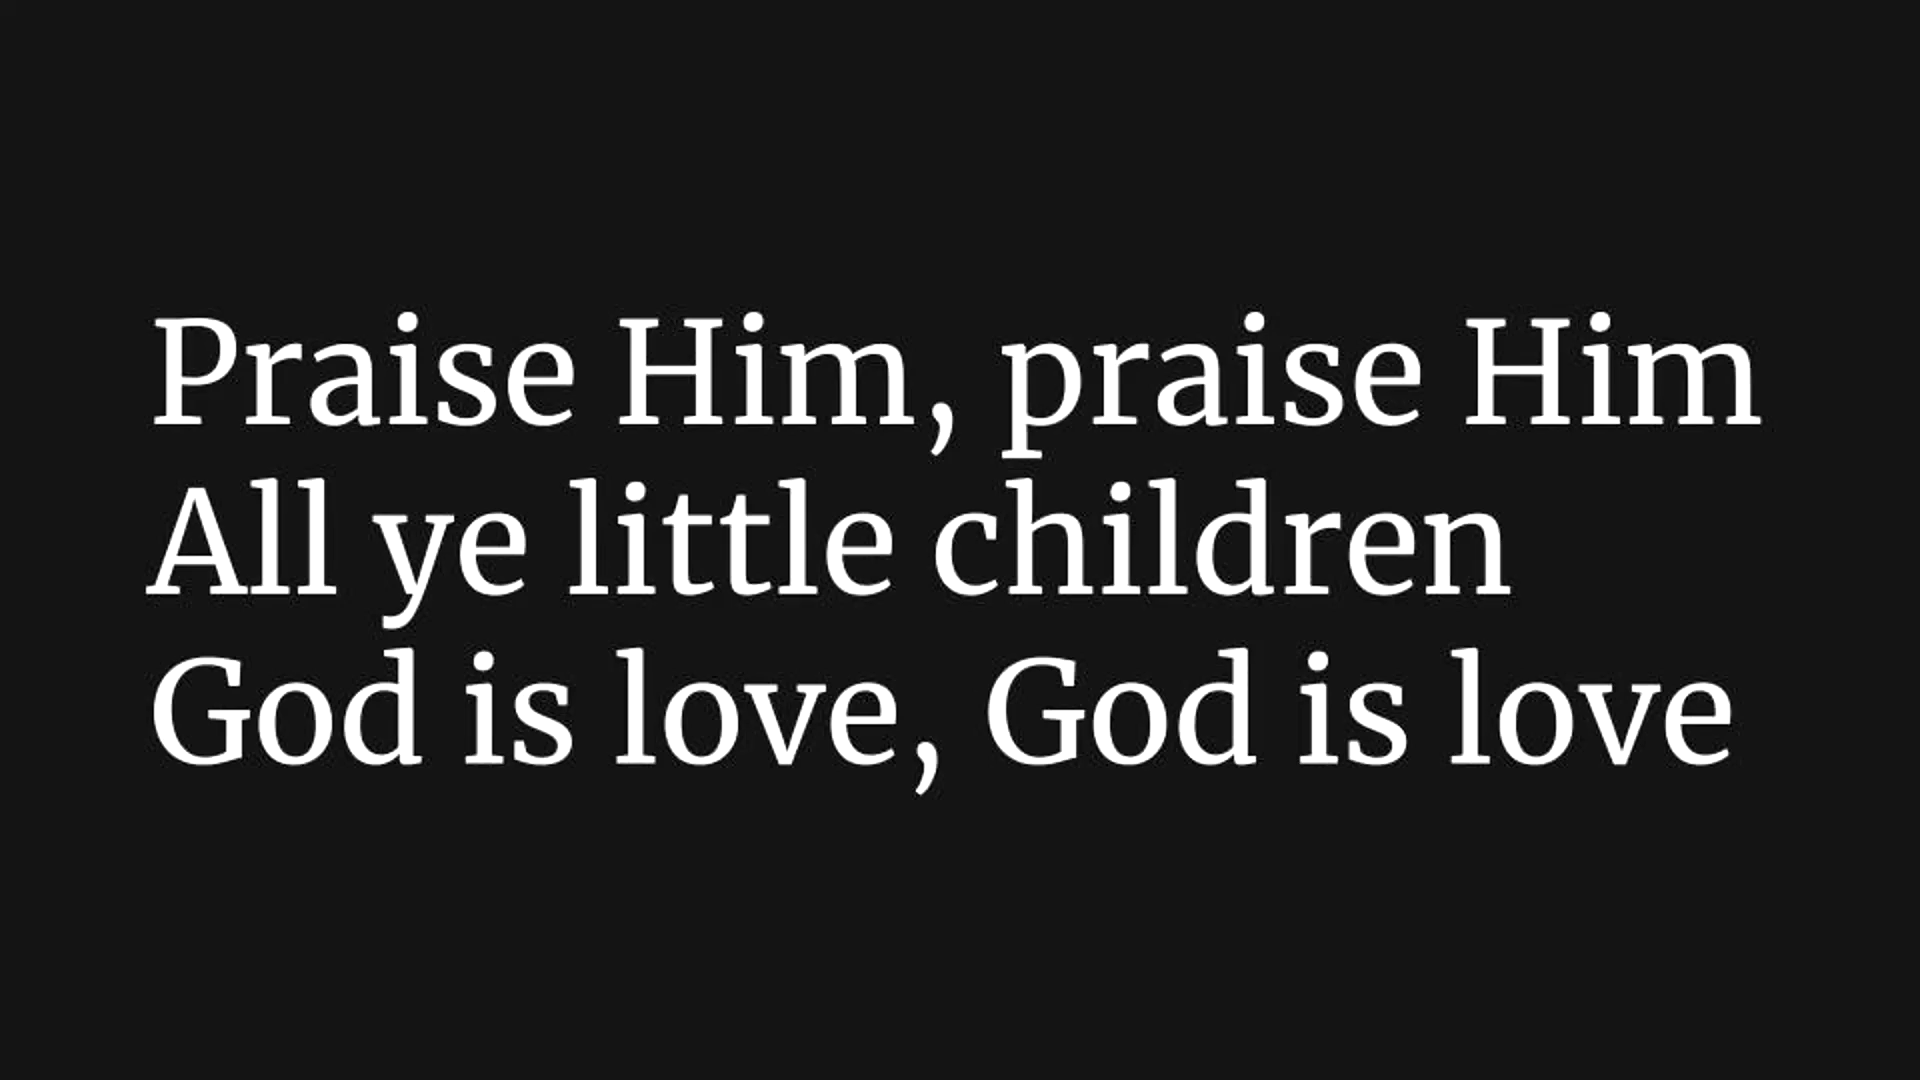 Praise Him, praise Him
All ye little children
God is love, God is love